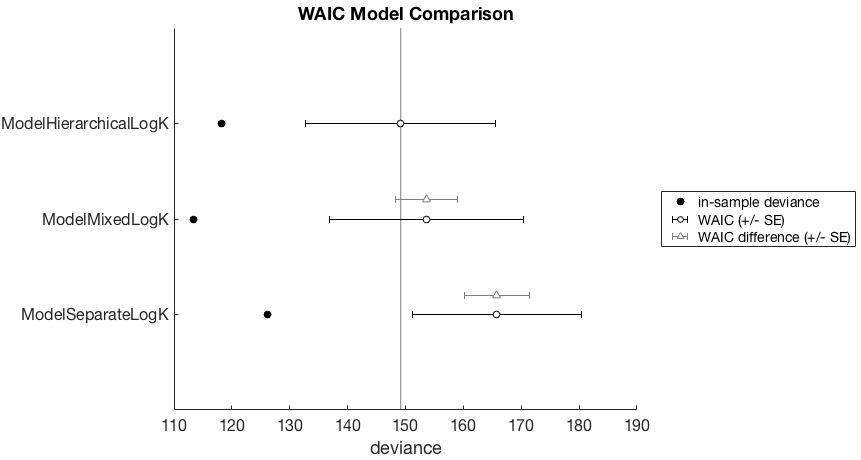 WAIC Model Comparison
ModelHierarchicalLogK
ModelMixedLogK
ModelSeparateLogK
in-sample deviance
WAIC (+/- SE)
WAIC difference (+/- SE)
110 120 130 140 150 160 170 180 190
deviance